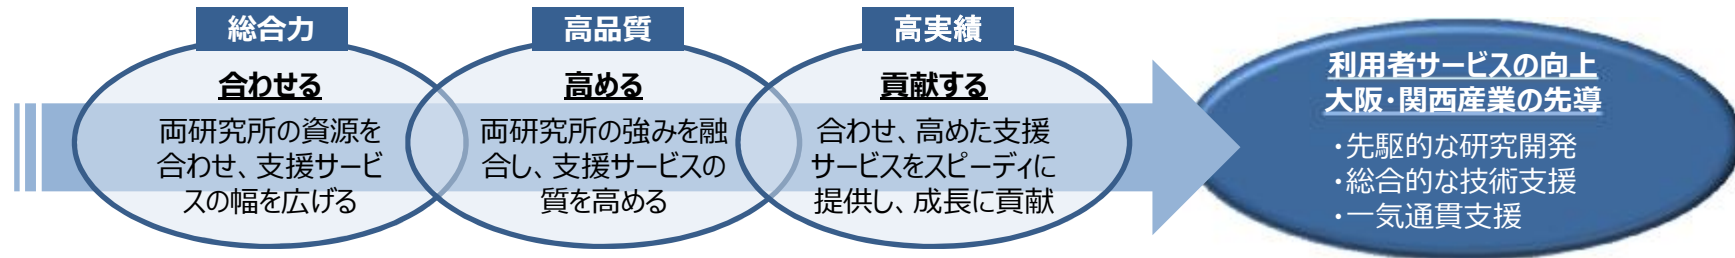 総合力
合わせる
両研究所の資源を
合わせ、支援サービ
スの幅を広げる
高品質
高める
両研究所の強みを融
合し、支援サービスの
質を高める
高実績
貢献する
合わせ、高めた支援
サービスをスピーディに
提供し、成長に貢献
利用者サービスの向上
大阪・関西産業の先導
・先駆的な研究開発
・総合的な技術支援
・一気通貫支援